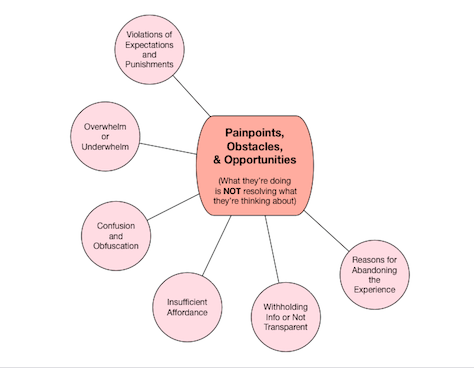 Violations of
Expectations
and
Punishments
Overwhelm
or
Underwhelm
Painpoints,
Obstacles,
& Opportunities
(What they're doing
is NOT resolving what
they're thinking about)
Confusion
and
Obfuscation
Insufficient
Affordance
Withholding
Info or Not
Transparent
Reasons for
Abandoning
the
Experience